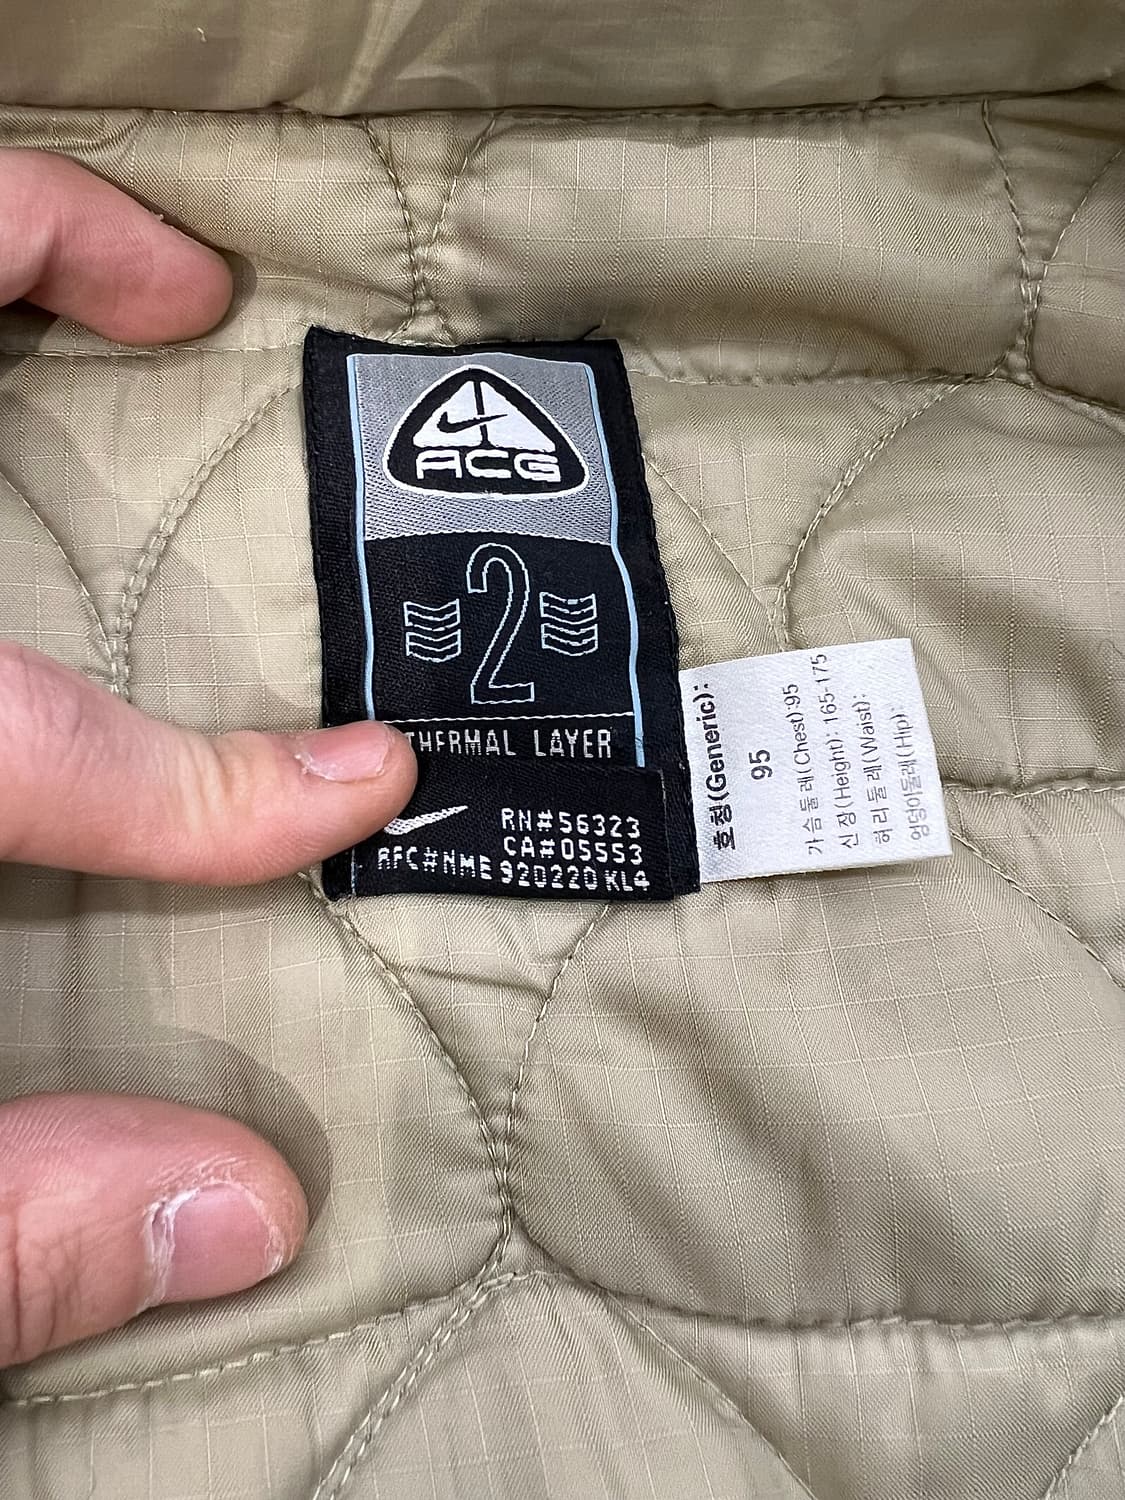 ACG
2
THERMAL LAYER
RN#56323
CA#05553
RFC#NME 920220 KL4
호칭(Generic):
95
가슴둘레(Chest):95
신장(Height): 165-175
허리둘레(Waist):
엉덩이둘레(Hip):